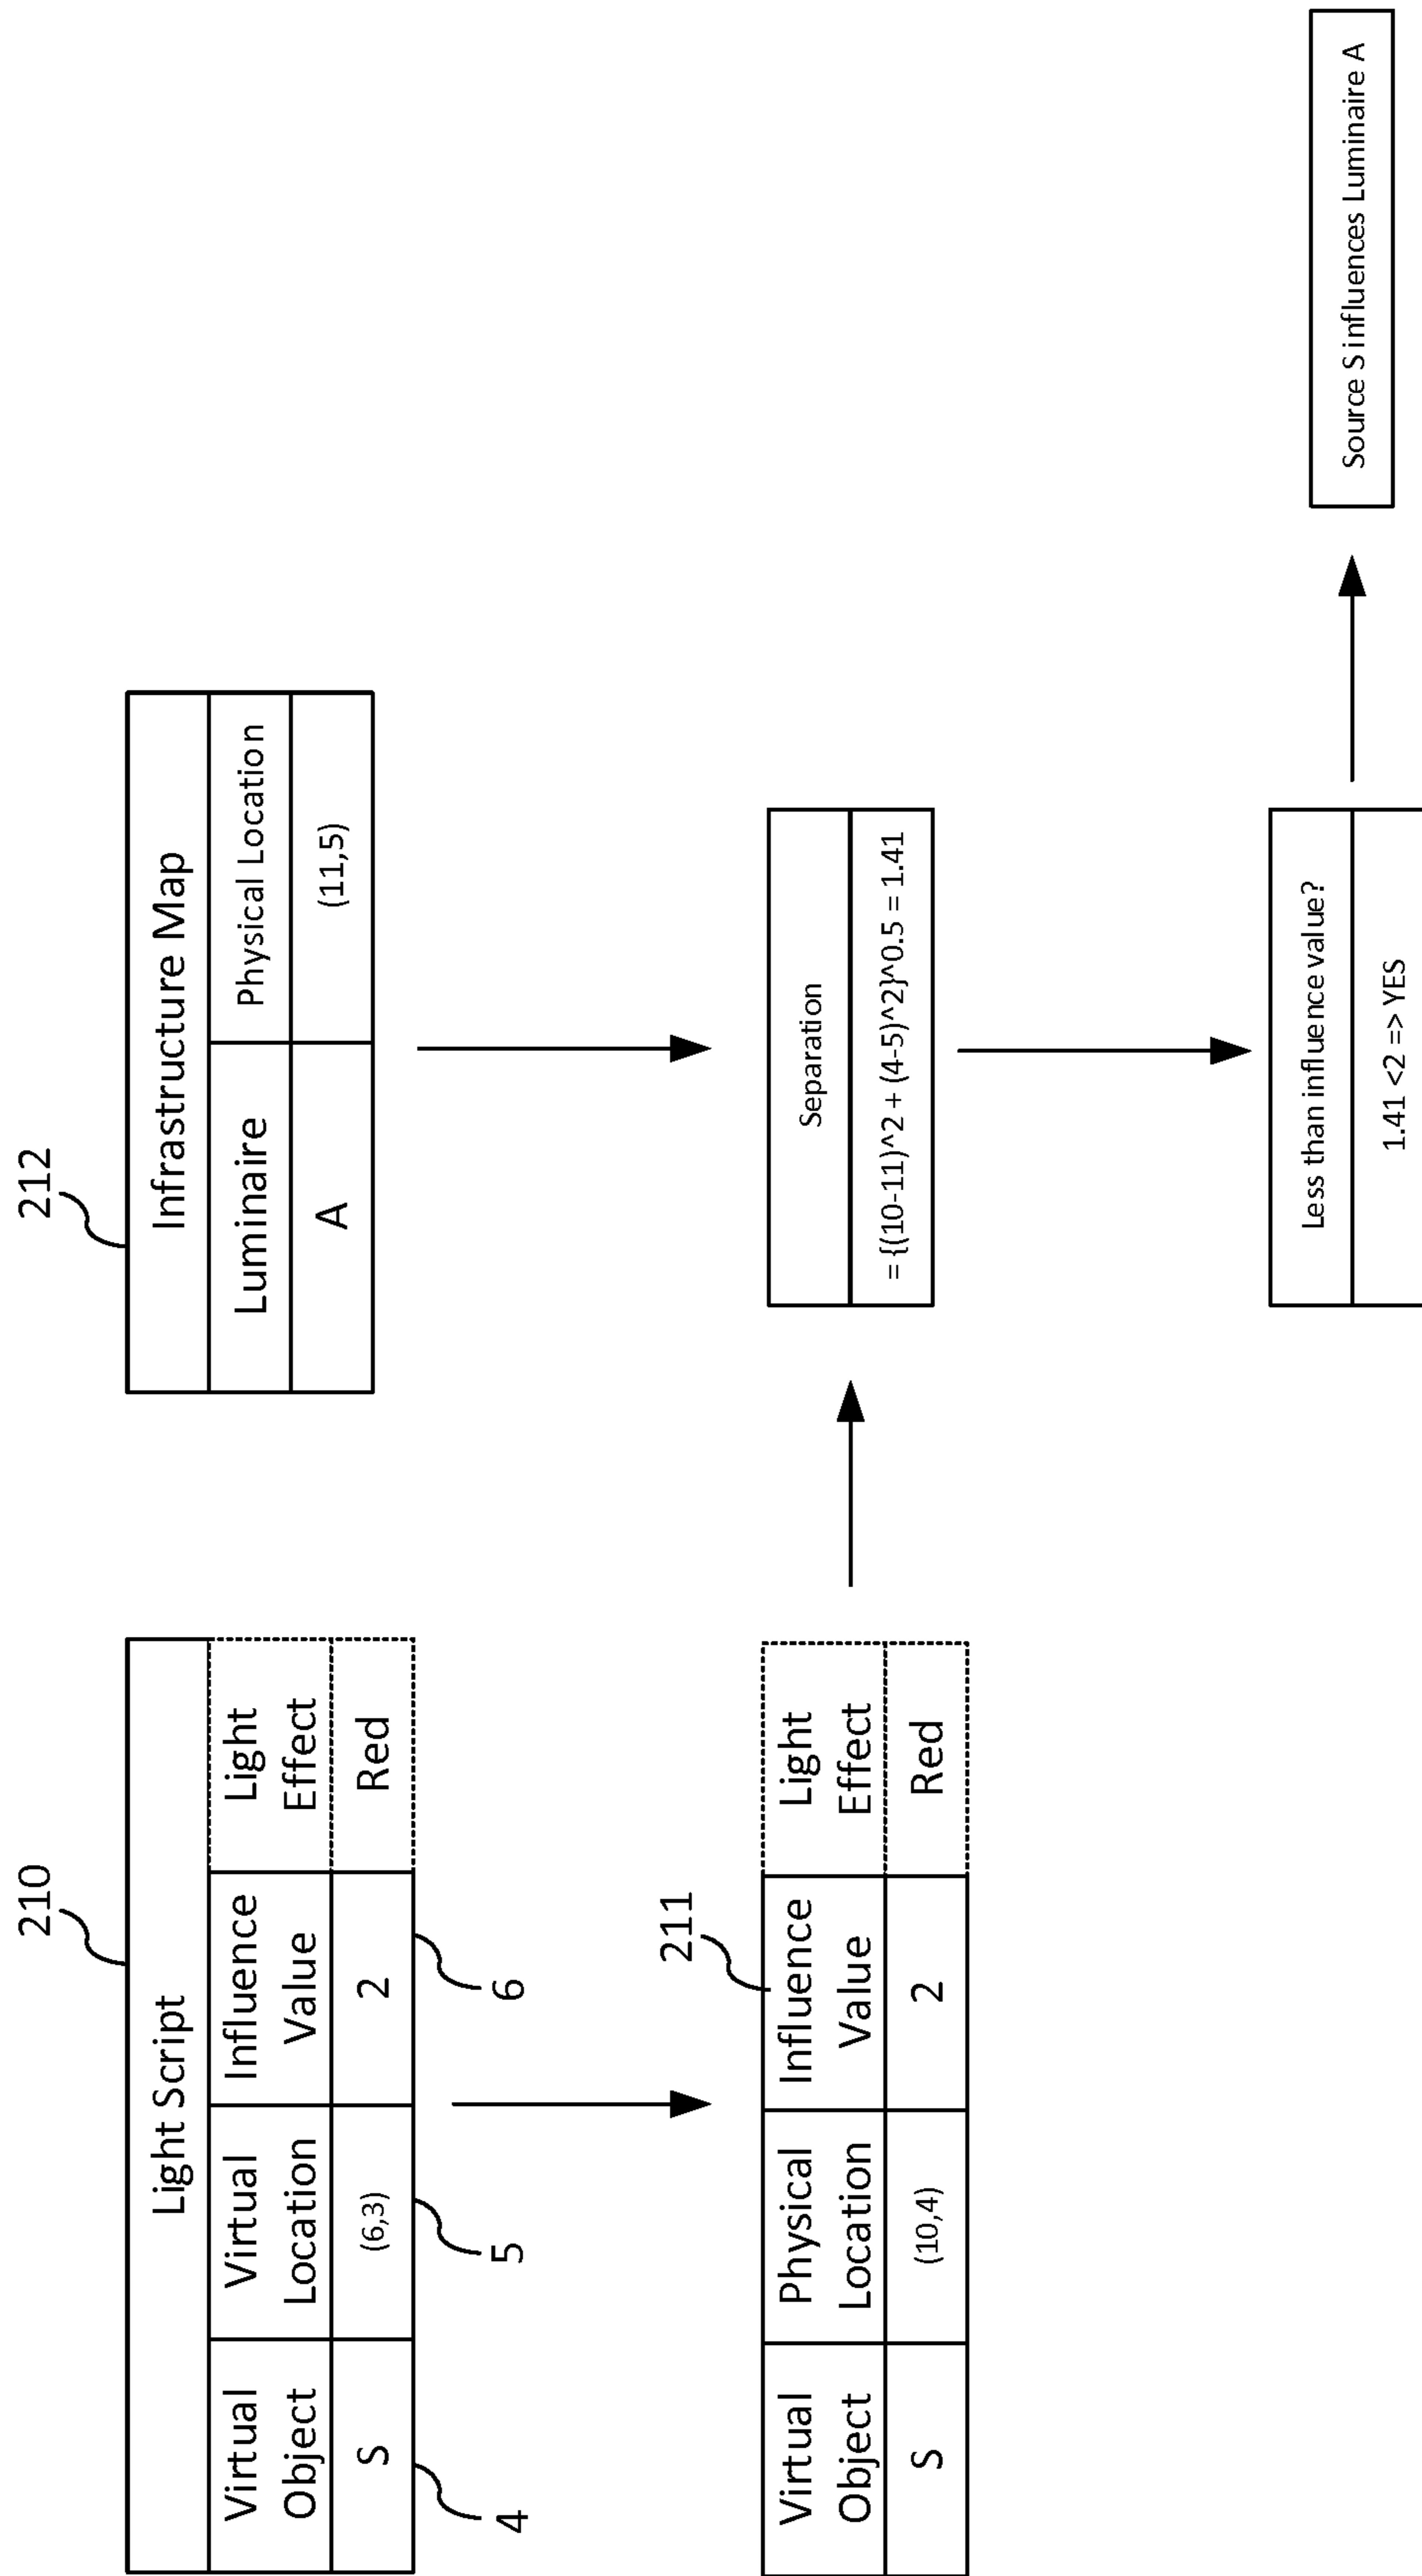 210
Light Script
Virtual Object
Virtual Location
Influence Value
Light Effect
S
(6,3)
2
Red
4
5
6
212
Infrastructure Map
Luminaire
Physical Location
A
(11,5)
211
Virtual Object
Physical Location
Influence Value
Light Effect
S
(10,4)
2
Red
Separation
= {(10-11)^2 + (4-5)^2}^0.5 = 1.41
Less than influence value?
1.41 <2 => YES
Source S influences Luminaire A